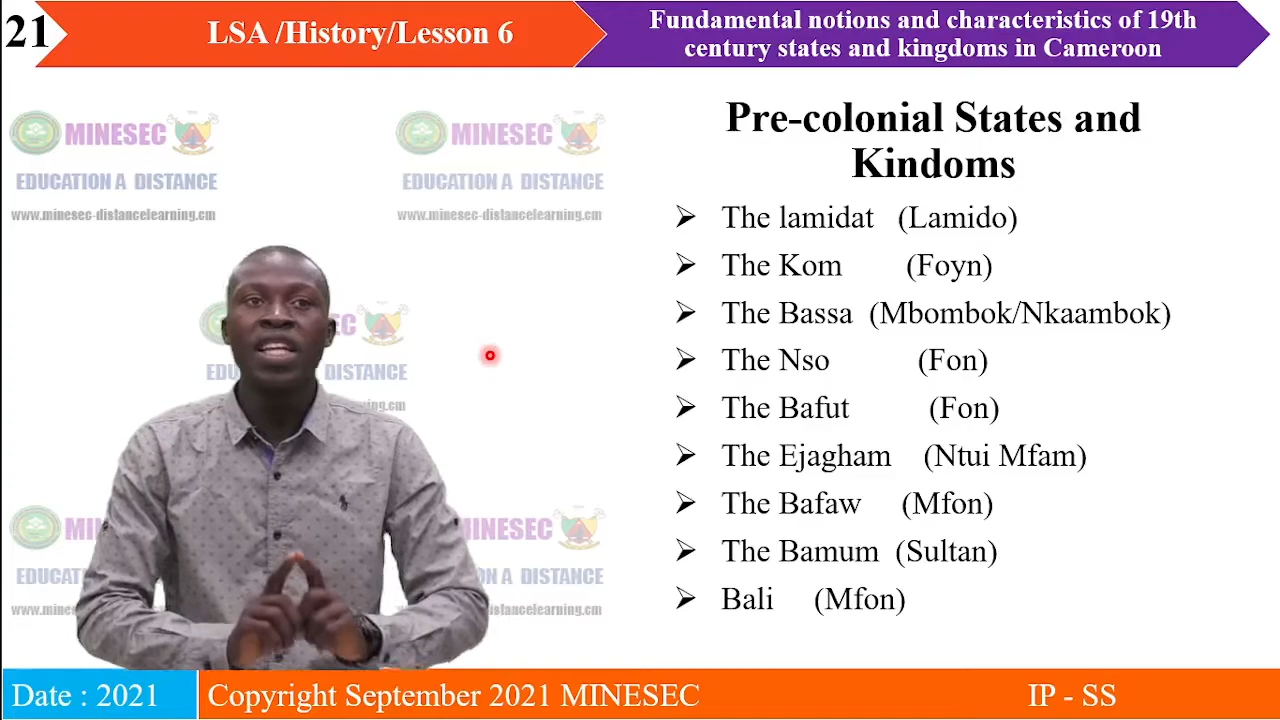 21
LSA /History/Lesson 6
Fundamental notions and characteristics of 19th
century states and kingdoms in Cameroon
MINESEC
EDUCATION A DISTANCE
www.minesec-distancelearning.cm
MINESEC
EDUCATION A DISTANCE
www.minesec-distancelearning.cm
Pre-colonial States and
Kindoms
➢ The lamidat (Lamido)
➢ The Kom (Foyn)
➢ The Bassa (Mbombok/Nkaambok)
➢ The Nso (Fon)
➢ The Bafut (Fon)
➢ The Ejagham (Ntui Mfam)
➢ The Bafaw (Mfon)
➢ The Bamum (Sultan)
➢ Bali (Mfon)
DISTANCE
MINESEC
DISTANCE
Date : 2021
Copyright September 2021 MINESEC
IP - SS